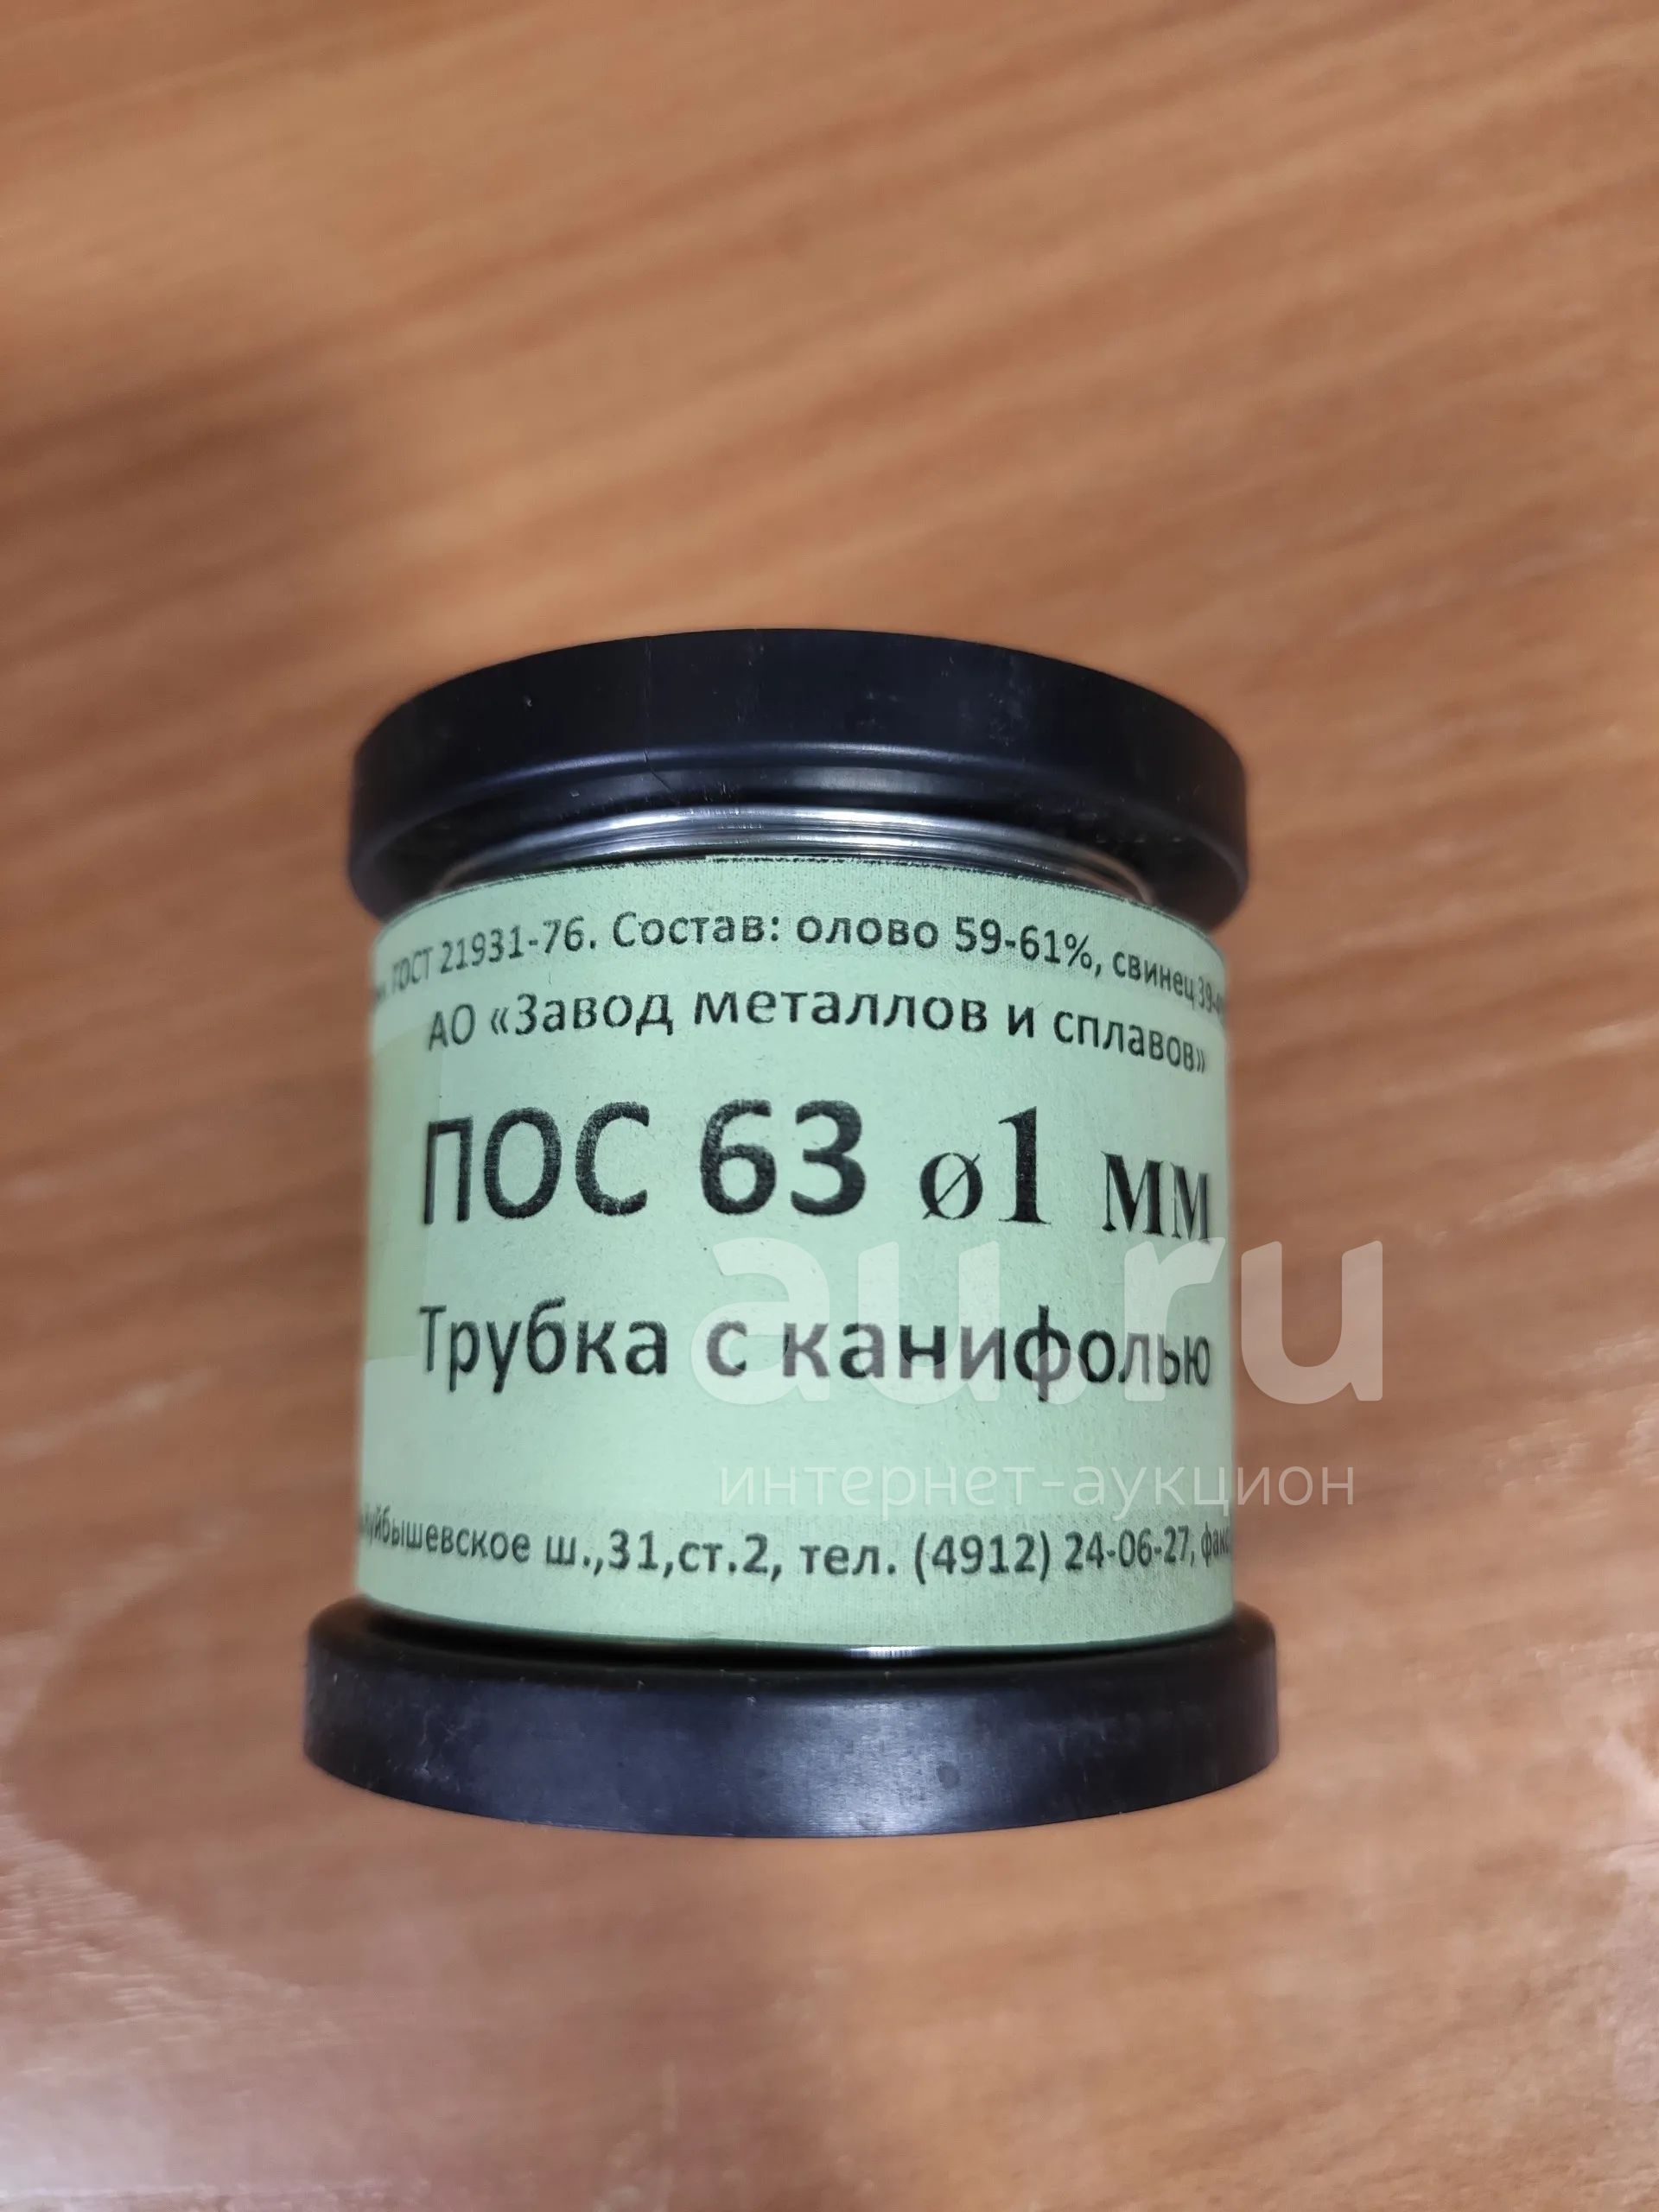 ГОСТ 21931-76. Состав: олово 59-61%, свинец
АО «Завод металлов и сплавов»
ПОС 63 ø1 мм
Трубка с канифолью
ш.,31,ст.2, тел. (4912) 24-06-27,
au.ru
интернет-аукцион